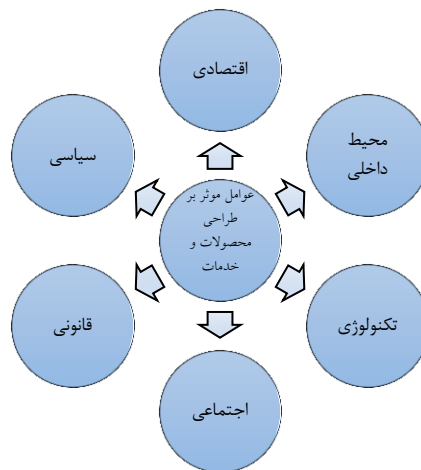 اقتصادی
محیط
داخلی
سیاسی
عوامل موثر بر
طراحی
محصولات و
خدمات
تکنولوژی
قانونی
اجتماعی